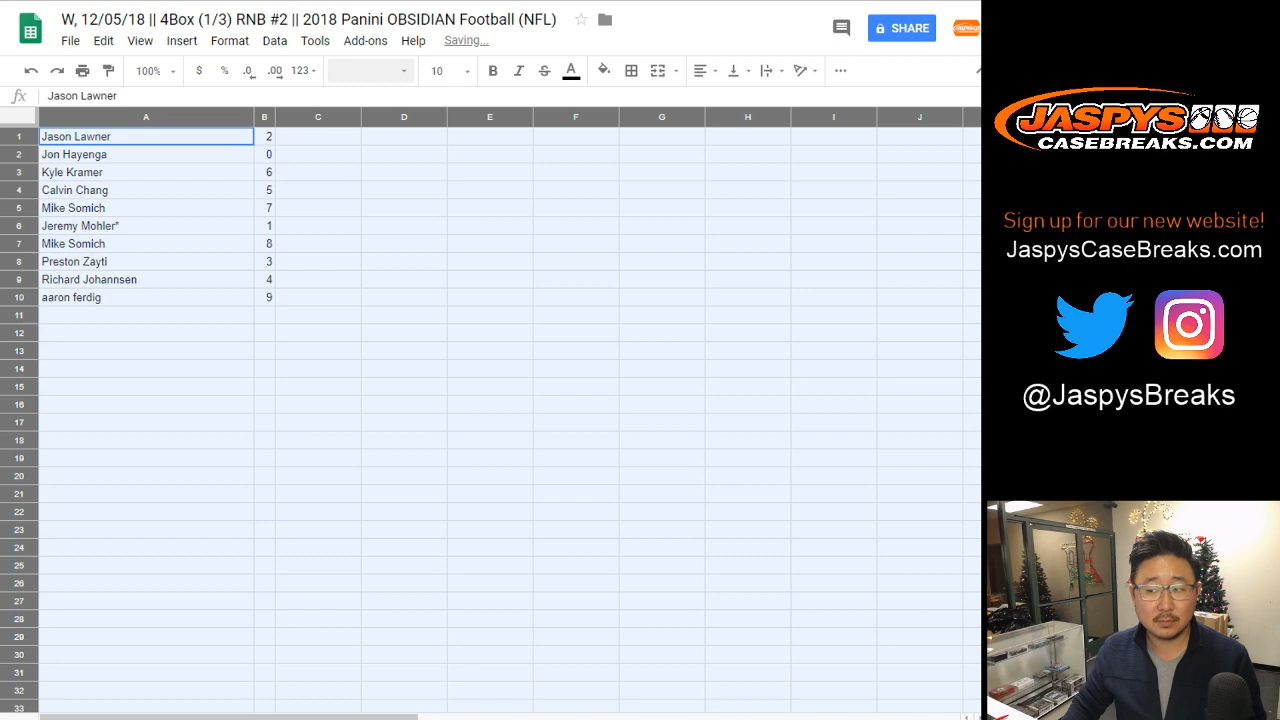 W, 12/05/18 || 4Box (1/3) RNB #2 || 2018 Panini OBSIDIAN Football (NFL)
File Edit View Insert Format Data Tools Add-ons Help Saving...
SHARE
100% $ % .0 .00 123 10 B I S A
fx Jason Lawner
A B C D E F G H I J
1 Jason Lawner 2
2 Jon Hayenga 0
3 Kyle Kramer 6
4 Calvin Chang 5
5 Mike Somich 7
6 Jeremy Mohler* 1
7 Mike Somich 8
8 Preston Zayti 3
9 Richard Johannsen 4
10 aaron ferdig 9
11
12
13
14
15
16
17
18
19
20
21
22
23
24
25
26
27
28
29
30
31
32
33
JASPYS
CASEBREAKS.COM
Sign up for our new website!
JaspysCaseBreaks.com
@JaspysBreaks